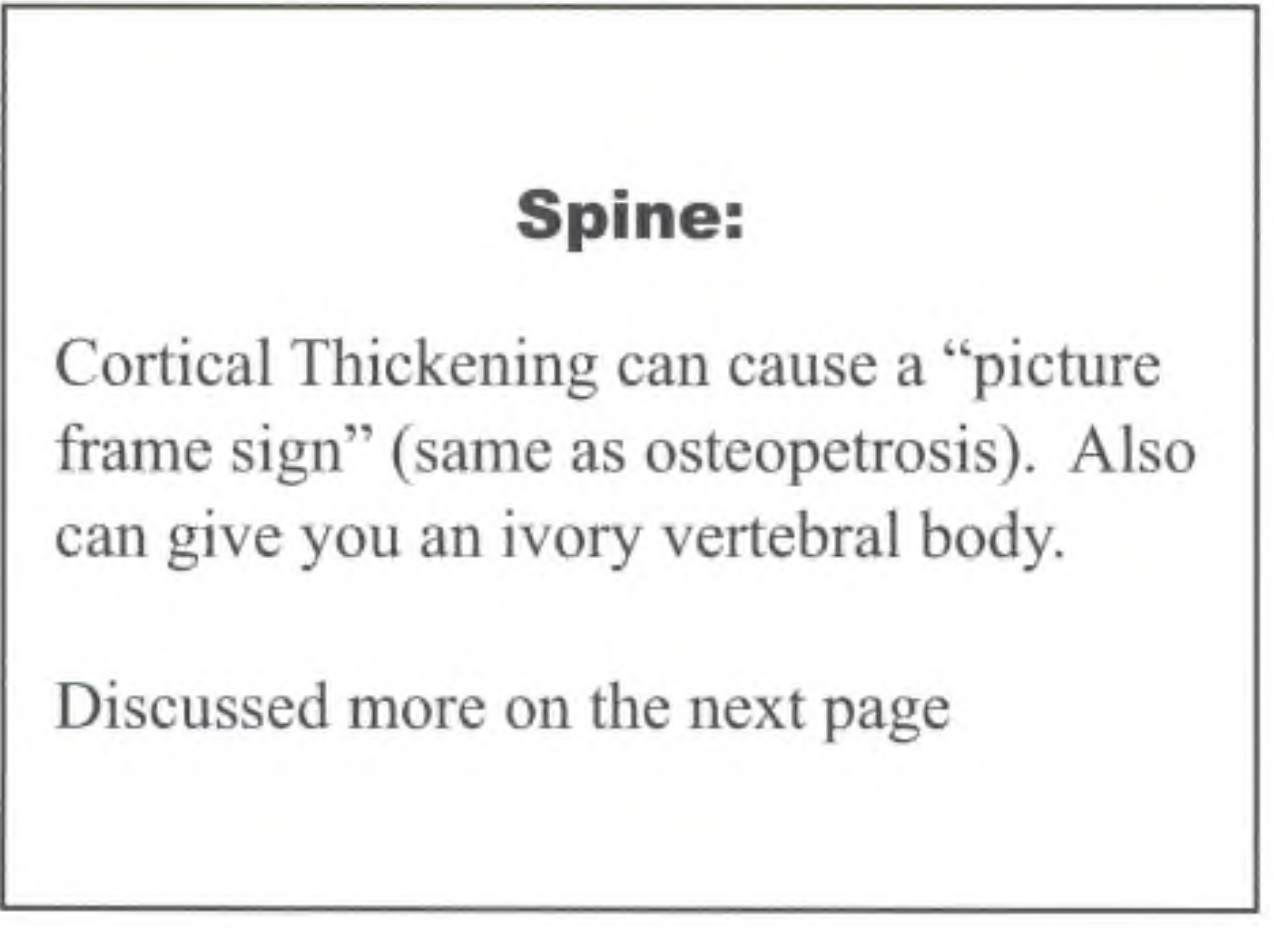 Spine:
Cortical Thickening can cause a “picture
frame sign” (same as osteopetrosis).  Also
can give you an ivory vertebral body.
Discussed more on the next page